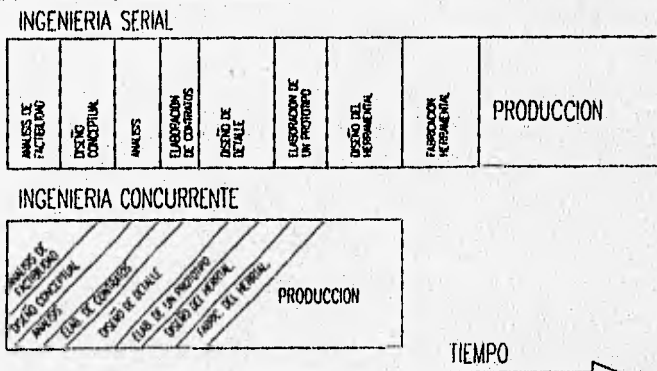 INGENIERIA SERIAL
ANALISIS DE
FACTIBILIDAD
DISEÑO
CONCEPTUAL
ANALISIS
ELABORACION
DE CONTRATOS
DISEÑO DE
DETALLE
ELABORACION DE
UN PROTOTIPO
DISEÑO DEL
HERRAMENTAL
FABRICACION
HERRAMENTAL
PRODUCCION
INGENIERIA CONCURRENTE
ANALISIS DE
FACTIBILIDAD
DISEÑO CONCEPTUAL
ANALISIS
ELAB. DE CONTRATOS
DISEÑO DE DETALLE
ELAB. DE UN PROTOTIPO
DISEÑO DEL HERRTAL.
FABRIC. DEL HERRTAL.
PRODUCCION
TIEMPO